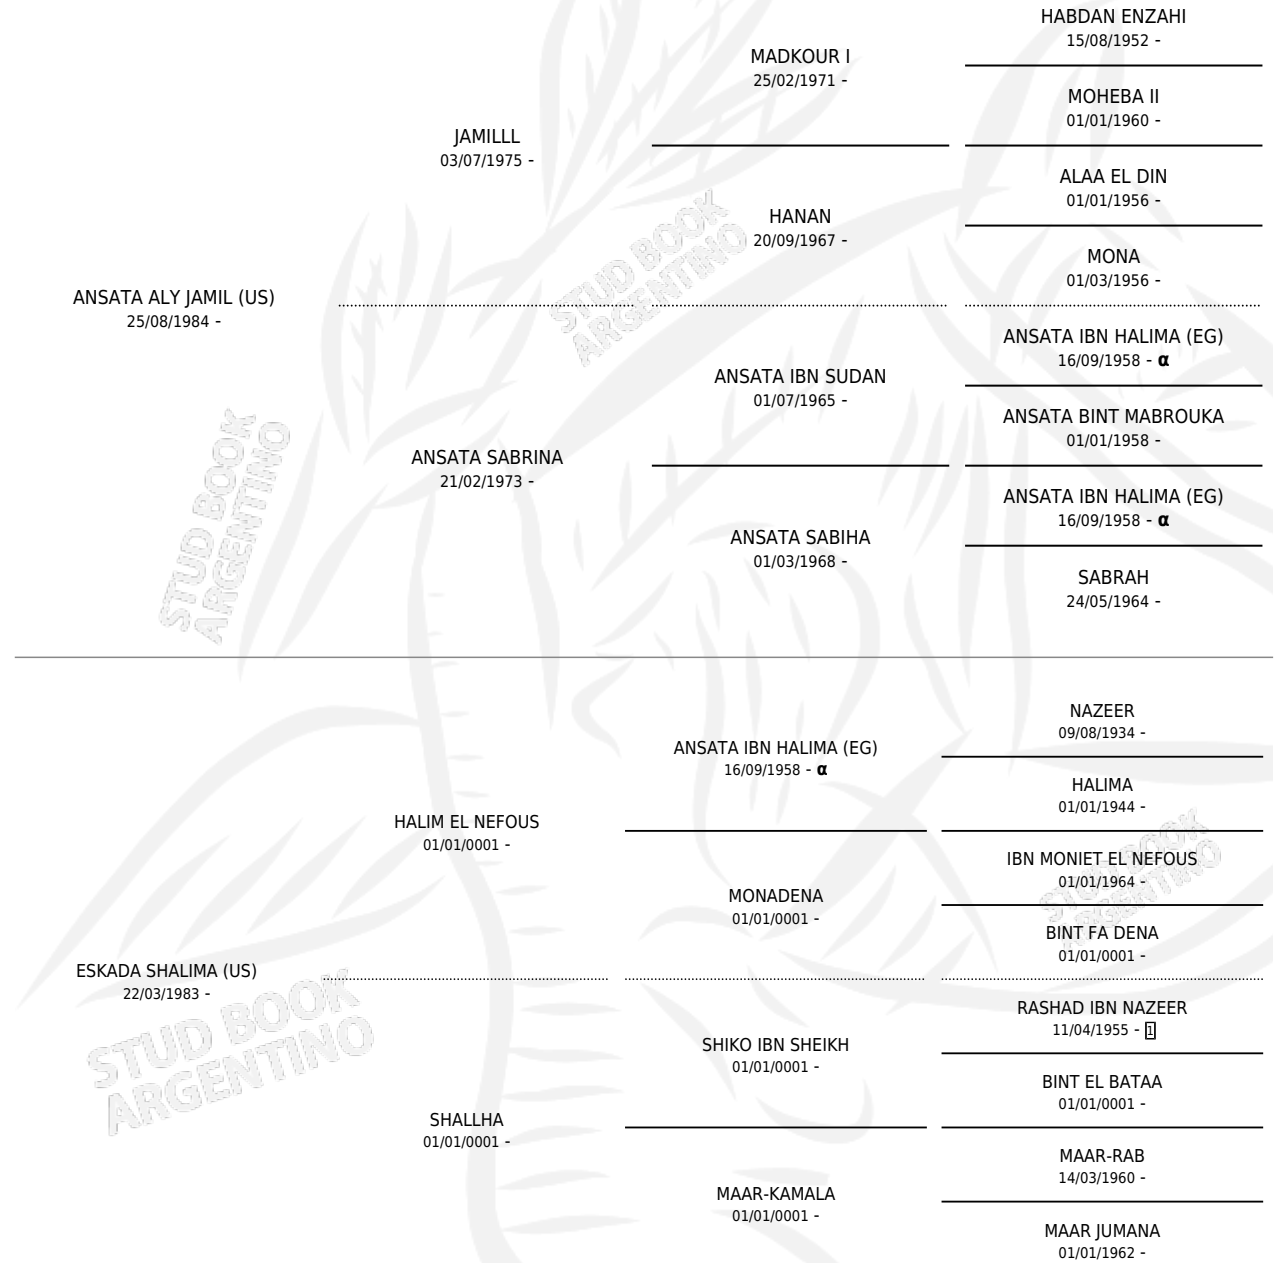 HABDAN ENZAHI
15/08/1952 -
MADKOUR I
25/02/1971 -
MOHEBA II
01/01/1960 -
JAMILLL
03/07/1975 -
ALAA EL DIN
01/01/1956 -
HANAN
20/09/1967 -
MONA
01/03/1956 -
ANSATA ALY JAMIL (US)
25/08/1984 -
ANSATA IBN HALIMA (EG)
16/09/1958 - α
ANSATA IBN SUDAN
01/07/1965 -
ANSATA BINT MABROUKA
01/01/1958 -
ANSATA SABRINA
21/02/1973 -
ANSATA IBN HALIMA (EG)
16/09/1958 - α
ANSATA SABIHA
01/03/1968 -
SABRAH
24/05/1964 -
NAZEER
09/08/1934 -
ANSATA IBN HALIMA (EG)
16/09/1958 - α
HALIMA
01/01/1944 -
HALIM EL NEFOUS
01/01/0001 -
IBN MONIET EL NEFOUS
01/01/1964 -
MONADENA
01/01/0001 -
BINT FA DENA
01/01/0001 -
ESKADA SHALIMA (US)
22/03/1983 -
RASHAD IBN NAZEER
11/04/1955 - 1
SHIKO IBN SHEIKH
01/01/0001 -
BINT EL BATAA
01/01/0001 -
SHALLHA
01/01/0001 -
MAAR-RAB
14/03/1960 -
MAAR-KAMALA
01/01/0001 -
MAAR JUMANA
01/01/1962 -
STUD BOOK
ARGENTINO
STUD BOOK
ARGENTINO
STUD BOOK
ARGENTINO
STUD BOOK
ARGENTINO